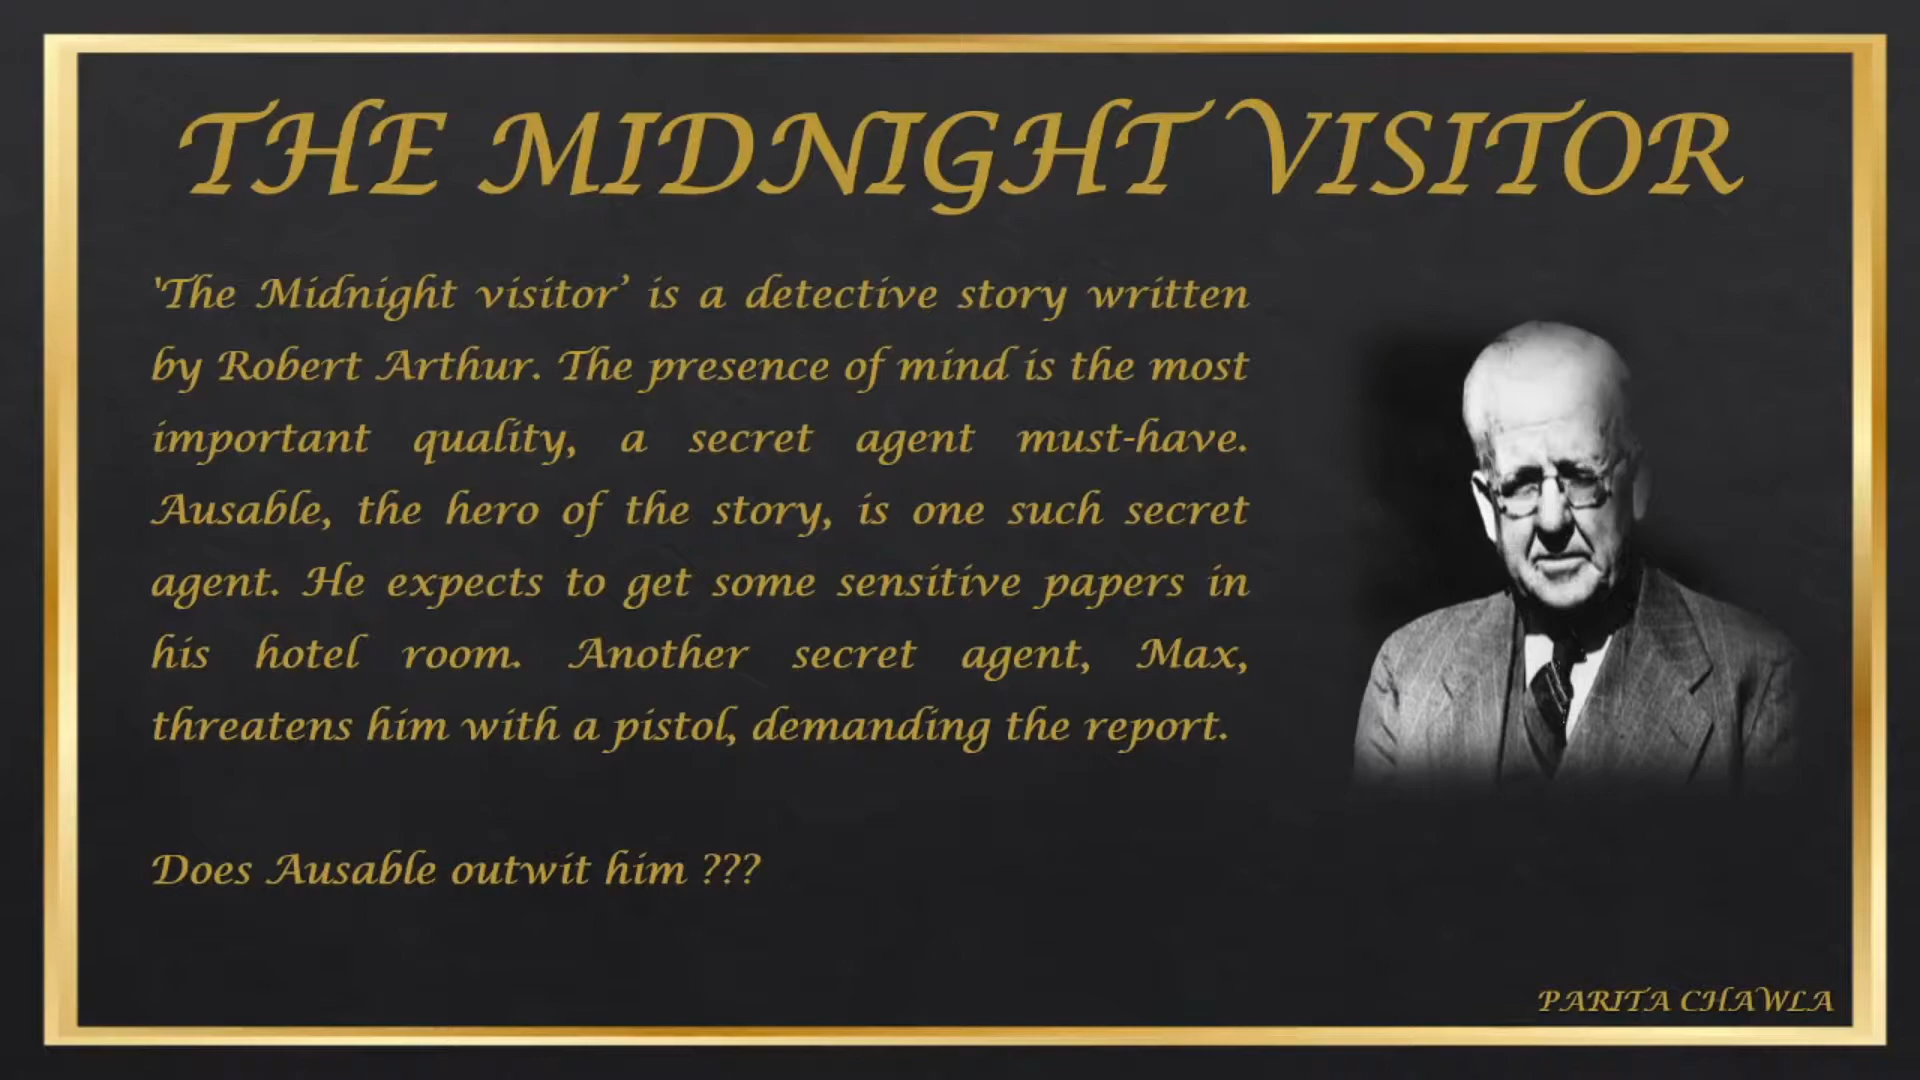 THE MIDNIGHT VISITOR
'The Midnight visitor’ is a detective story written
by Robert Arthur. The presence of mind is the most
important quality, a secret agent must-have.
Ausable, the hero of the story, is one such secret
agent. He expects to get some sensitive papers in
his hotel room. Another secret agent, Max,
threatens him with a pistol, demanding the report.
Does Ausable outwit him ???
PARITA CHAWLA